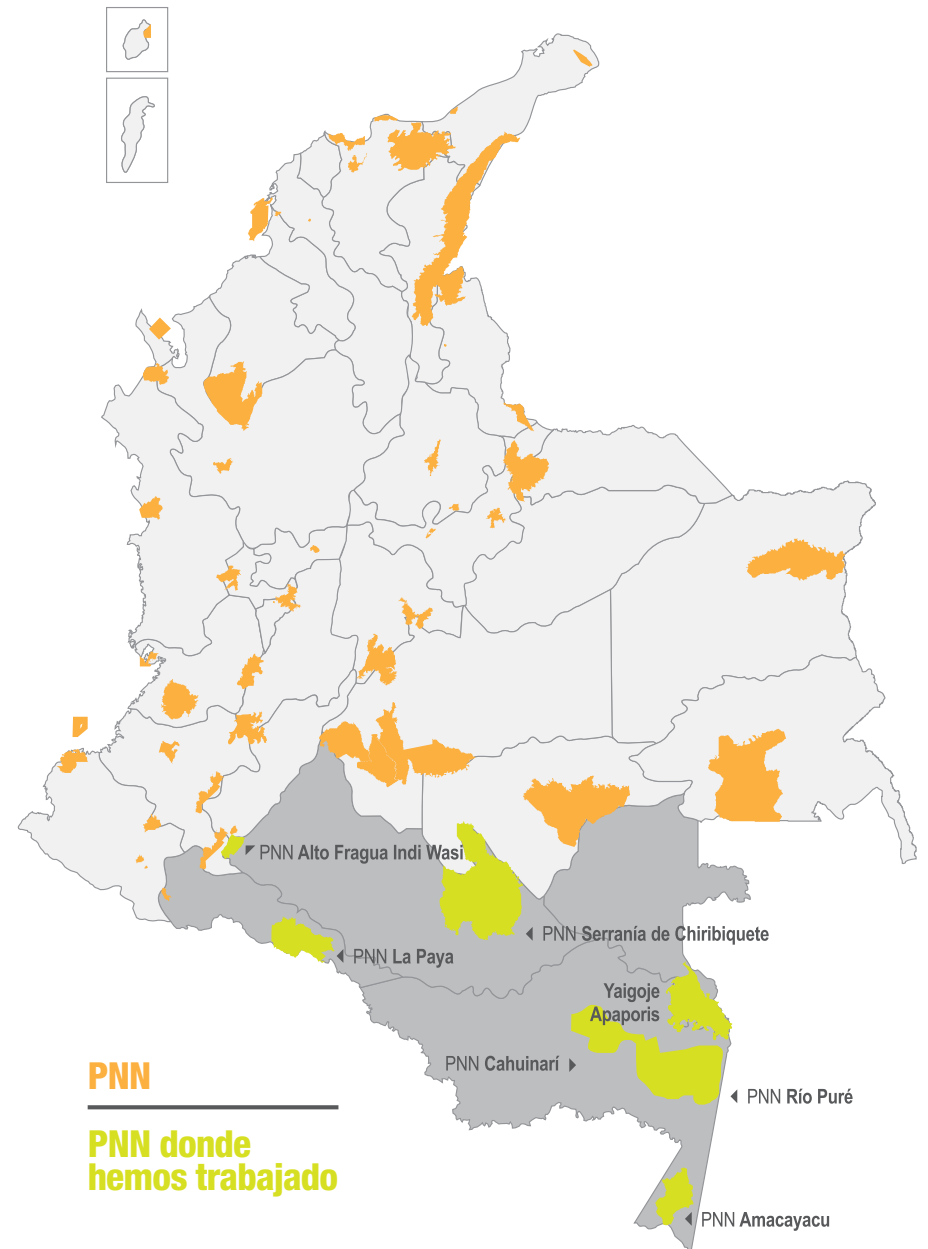 PNN Alto Fragua Indi Wasi
PNN Serranía de Chiribiquete
PNN La Paya
Yaigoje
Apaporis
PNN Cahuinarí
PNN Río Puré
PNN Amacayacu
PNN
PNN donde
hemos trabajado